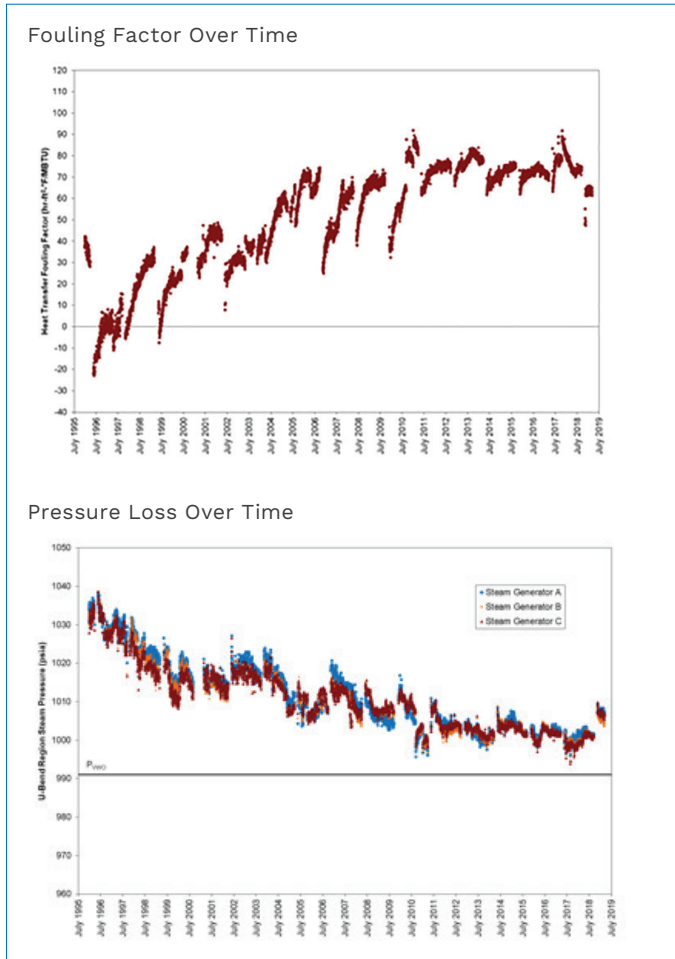 Fouling Factor Over Time
Heat Transfer Fouling Factor (hr-ft²-°F/MBTU)
120
110
100
90
80
70
60
50
40
30
20
10
0
-10
-20
-30
-40
July 1995
July 1996
July 1997
July 1998
July 1999
July 2000
July 2001
July 2002
July 2003
July 2004
July 2005
July 2006
July 2007
July 2008
July 2009
July 2010
July 2011
July 2012
July 2013
July 2014
July 2015
July 2016
July 2017
July 2018
July 2019
Pressure Loss Over Time
U-Bend Region Steam Pressure (psia)
1050
1040
1030
1020
1010
1000
990
980
970
960
Steam Generator A
Steam Generator B
Steam Generator C
P_VWO
July 1995
July 1996
July 1997
July 1998
July 1999
July 2000
July 2001
July 2002
July 2003
July 2004
July 2005
July 2006
July 2007
July 2008
July 2009
July 2010
July 2011
July 2012
July 2013
July 2014
July 2015
July 2016
July 2017
July 2018
July 2019